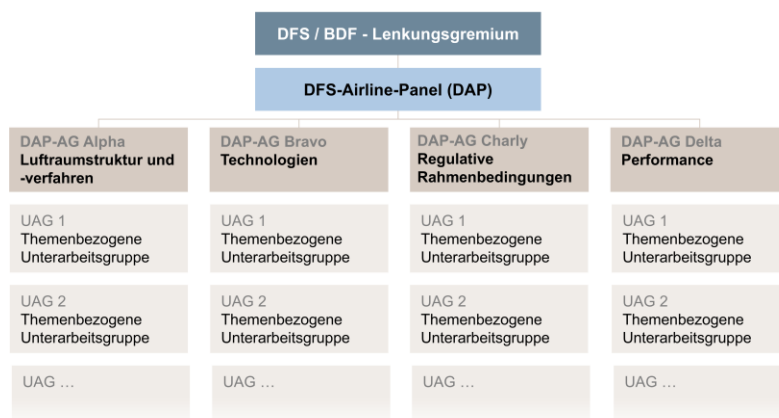 DFS / BDF - Lenkungsgremium
DFS-Airline-Panel (DAP)
DAP-AG Alpha
Luftraumstruktur und
-verfahren
UAG 1
Themenbezogene
Unterarbeitsgruppe
UAG 2
Themenbezogene
Unterarbeitsgruppe
UAG …
DAP-AG Bravo
Technologien
UAG 1
Themenbezogene
Unterarbeitsgruppe
UAG 2
Themenbezogene
Unterarbeitsgruppe
UAG …
DAP-AG Charly
Regulative
Rahmenbedingungen
UAG 1
Themenbezogene
Unterarbeitsgruppe
UAG 2
Themenbezogene
Unterarbeitsgruppe
UAG …
DAP-AG Delta
Performance
UAG 1
Themenbezogene
Unterarbeitsgruppe
UAG 2
Themenbezogene
Unterarbeitsgruppe
UAG …